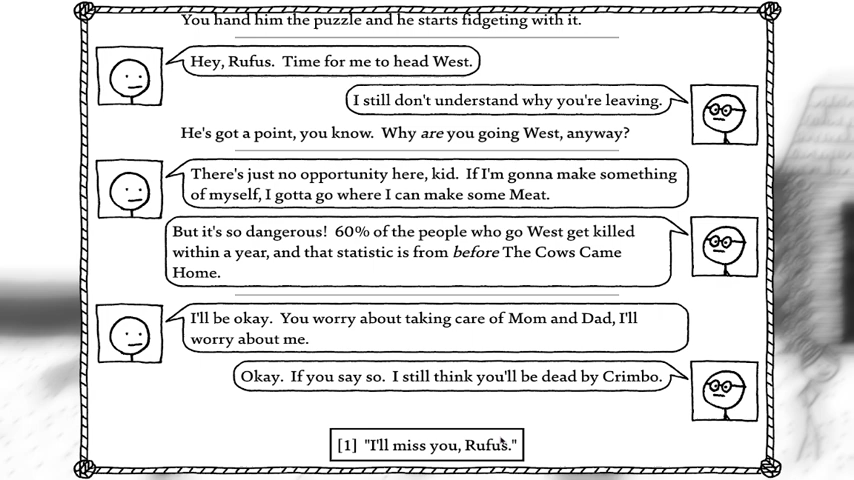 You hand him the puzzle and he starts fidgeting with it.
Hey, Rufus. Time for me to head West.
I still don't understand why you're leaving.
He's got a point, you know. Why are you going West, anyway?
There's just no opportunity here, kid. If I'm gonna make something
of myself, I gotta go where I can make some Meat.
But it's so dangerous! 60% of the people who go West get killed
within a year, and that statistic is from before The Cows Came
Home.
I'll be okay. You worry about taking care of Mom and Dad, I'll
worry about me.
Okay. If you say so. I still think you'll be dead by Crimbo.
[1] "I'll miss you, Rufus."